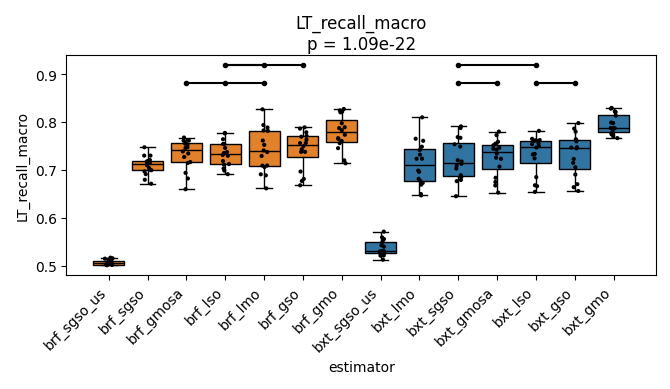 LT_recall_macro
p = 1.09e-22
LT_recall_macro
0.9
0.8
0.7
0.6
0.5
brf_sgso_us
brf_sgso
brf_gmosa
brf_lso
brf_lmo
brf_gso
brf_gmo
bxt_sgso_us
bxt_lmo
bxt_sgso
bxt_gmosa
bxt_lso
bxt_gso
bxt_gmo
estimator